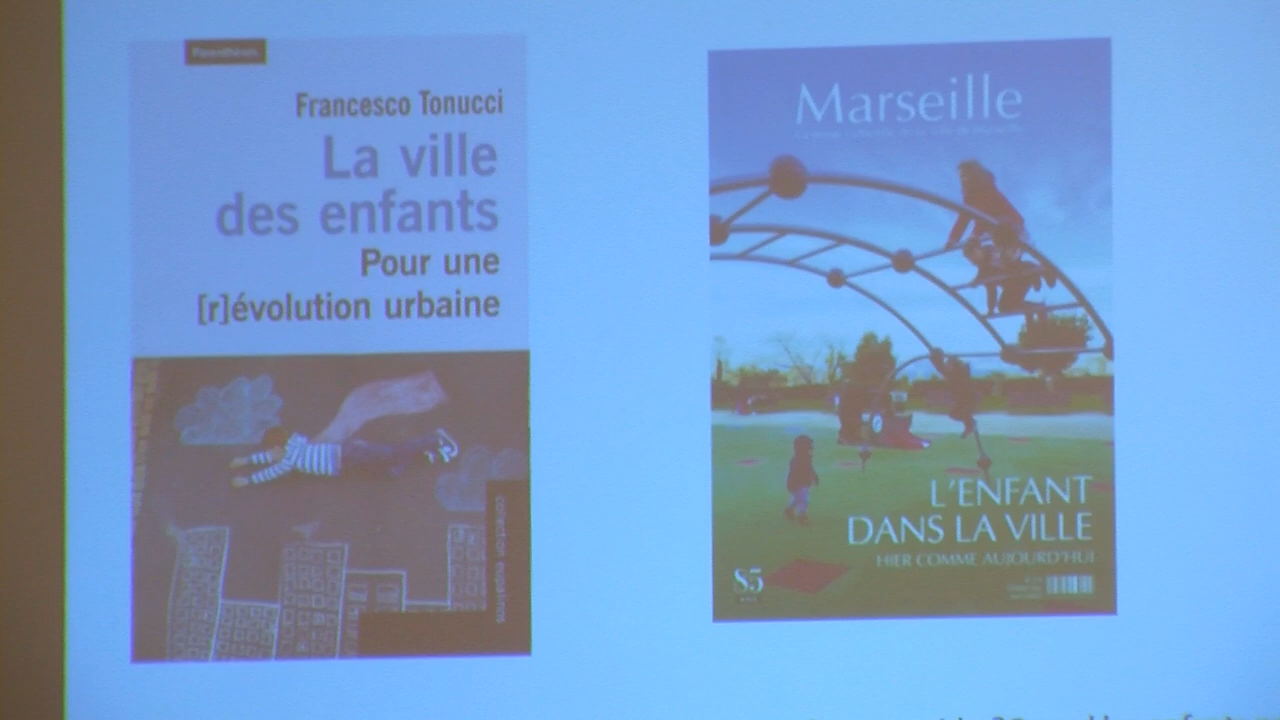 Parenthèses
Francesco Tonucci
La ville
des enfants
Pour une
[r]évolution urbaine
collection eupalinos
Marseille
L'ENFANT
DANS LA VILLE
HIER COMME AUJOURD'HUI
85